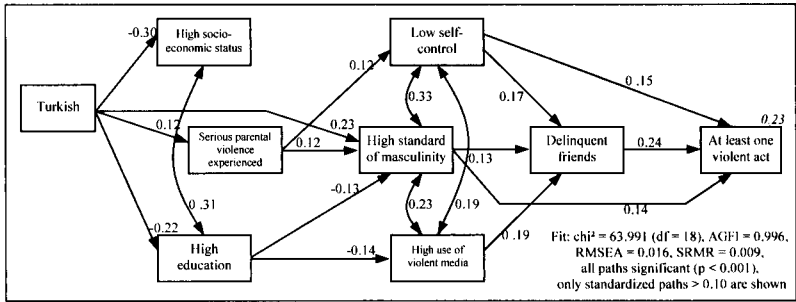 -0.30
High socio-
economic status
Low self-
control
0.12
0.15
Turkish
0.33
0.17
0.23
0.12
Serious parental
violence
experienced
0.23
0.12
High standard
of masculinity
0.13
Delinquent
friends
0.24
At least one
violent act
-0.13
0.31
0.23
0.19
0.14
-0.22
High
education
-0.14
High use of
violent media
0.19
Fit: chi² = 63.991 (df = 18), AGFI = 0.996,
RMSEA = 0.016, SRMR = 0.009,
all paths significant (p < 0.001),
only standardized paths > 0.10 are shown